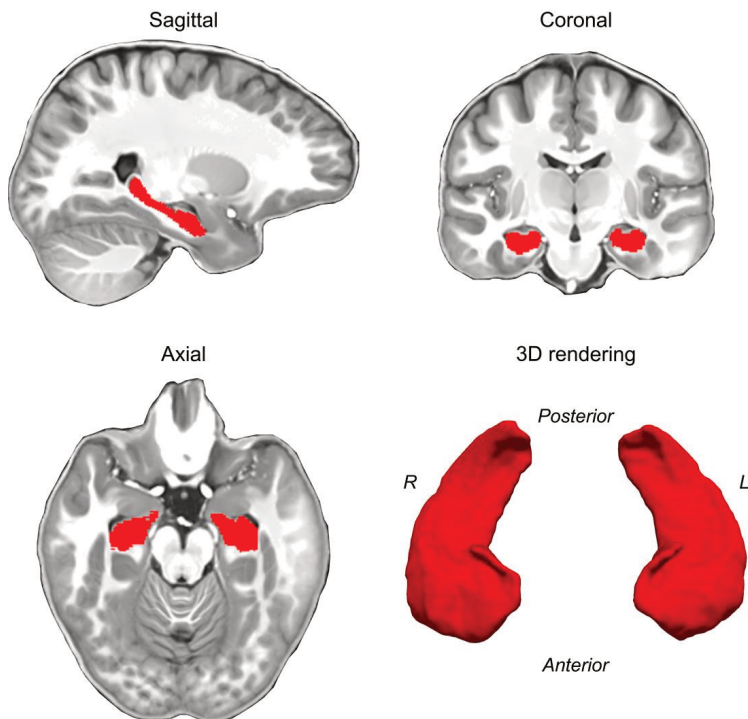 Sagittal
Coronal
Axial
3D rendering
Posterior
R
L
Anterior